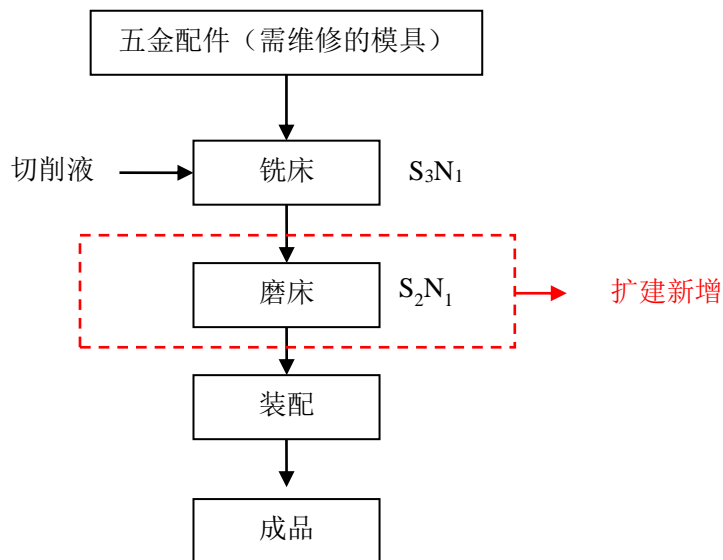 五金配件（需维修的模具）
切削液
铣床
S₃N₁
磨床
S₂N₁
扩建新增
装配
成品